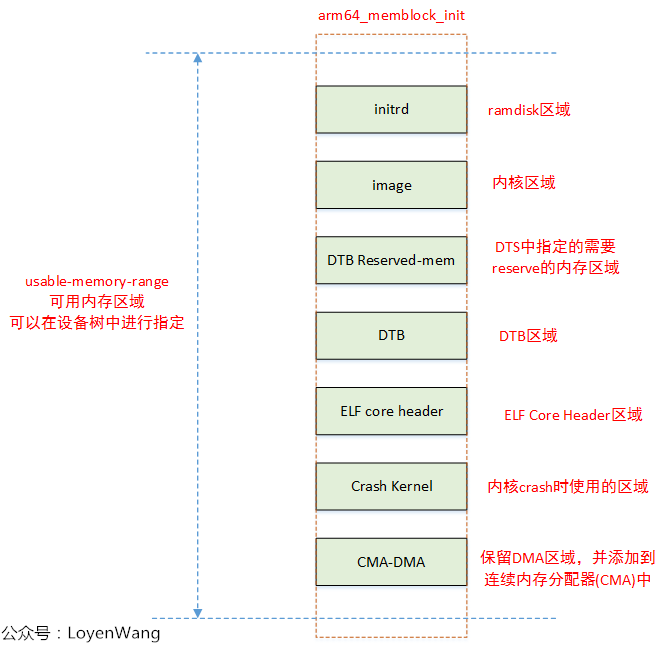 arm64_memblock_init
initrd
ramdisk区域
image
内核区域
DTB Reserved-mem
DTS中指定的需要
reserve的内存区域
usable-memory-range
可用内存区域
可以在设备树中进行指定
DTB
DTB区域
ELF core header
ELF Core Header区域
Crash Kernel
内核crash时使用的区域
CMA-DMA
保留DMA区域，并添加到
连续内存分配器(CMA)中
公众号：LoyenWang